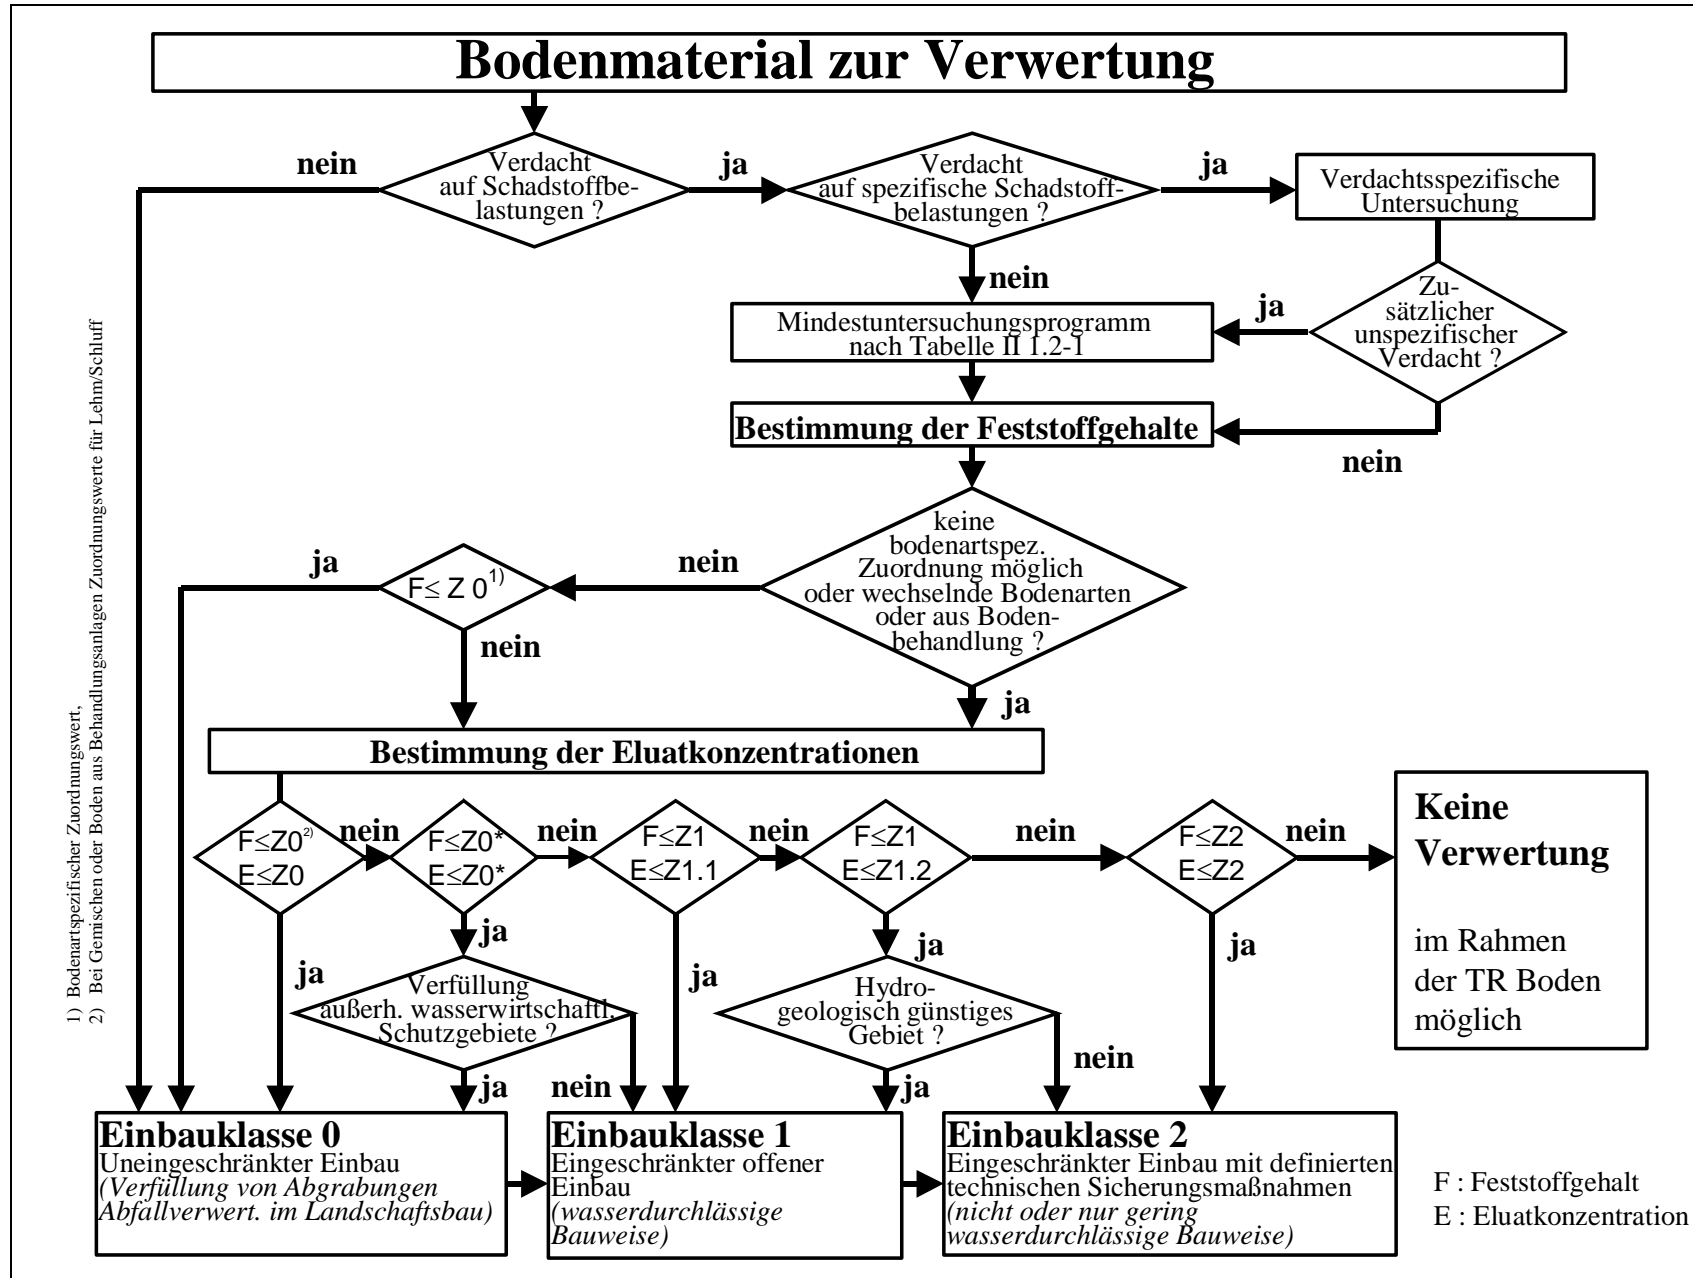 Bodenmaterial zur Verwertung
nein
Verdacht
auf Schadstoffbe-
lastungen ?
ja
Verdacht
auf spezifische Schadstoff-
belastungen ?
ja
Verdachtsspezifische
Untersuchung
nein
Zu-
sätzlicher
unspezifischer
Verdacht ?
ja
Mindestuntersuchungsprogramm
nach Tabelle II 1.2-1
Bestimmung der Feststoffgehalte
nein
keine
bodenartspez.
Zuordnung möglich
oder wechselnde Bodenarten
oder aus Boden-
behandlung ?
nein
ja
F≤ Z 0¹⁾
ja
nein
Bestimmung der Eluatkonzentrationen
F≤Z0²⁾
E≤Z0
nein
F≤Z0*
E≤Z0*
nein
F≤Z1
E≤Z1.1
nein
F≤Z1
E≤Z1.2
nein
F≤Z2
E≤Z2
nein
Keine
Verwertung
im Rahmen
der TR Boden
möglich
ja
ja
ja
ja
ja
Verfüllung
außerh. wasserwirtschaftl.
Schutzgebiete ?
Hydro-
geologisch günstiges
Gebiet ?
ja
nein
ja
nein
Einbauklasse 0
Uneingeschränkter Einbau
(Verfüllung von Abgrabungen
Abfallverwert. im Landschaftsbau)
Einbauklasse 1
Eingeschränkter offener
Einbau
(wasserdurchlässige
Bauweise)
Einbauklasse 2
Eingeschränkter Einbau mit definierten
technischen Sicherungsmaßnahmen
(nicht oder nur gering
wasserdurchlässige Bauweise)
F : Feststoffgehalt
E : Eluatkonzentration
1) Bodenartspezifischer Zuordnungswert,
2) Bei Gemischen oder Boden aus Behandlungsanlagen Zuordnungswerte für Lehm/Schluff